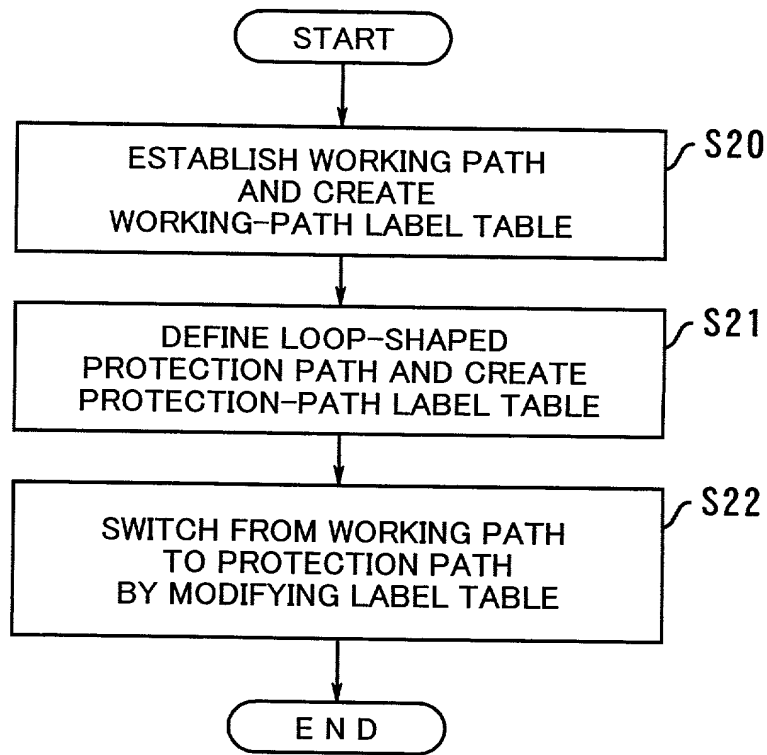 START
S20
ESTABLISH WORKING PATH
AND CREATE
WORKING-PATH LABEL TABLE
S21
DEFINE LOOP-SHAPED
PROTECTION PATH AND CREATE
PROTECTION-PATH LABEL TABLE
S22
SWITCH FROM WORKING PATH
TO PROTECTION PATH
BY MODIFYING LABEL TABLE
END